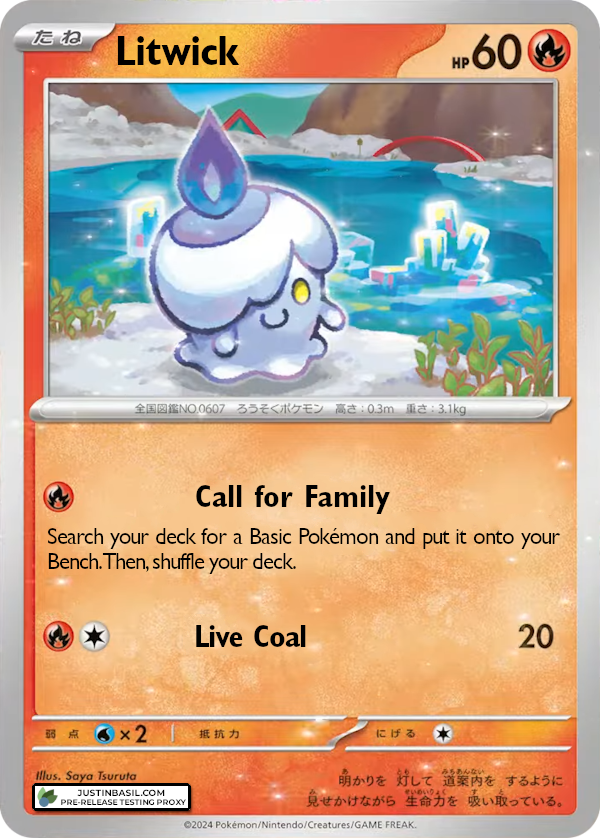 たね Litwick HP60
全国図鑑NO.0607 ろうそくポケモン 高さ:0.3m 重さ:3.1kg
Call for Family
Search your deck for a Basic Pokémon and put it onto your
Bench. Then, shuffle your deck.
Live Coal 20
弱点 ×2 抵抗力 にげる
Illus. Saya Tsuruta
JUSTINBASIL.COM
PRE-RELEASE TESTING PROXY
明かりを 灯して 道案内を するように
見せかけながら 生命力を 吸い取っている。
©2024 Pokémon/Nintendo/Creatures/GAME FREAK.